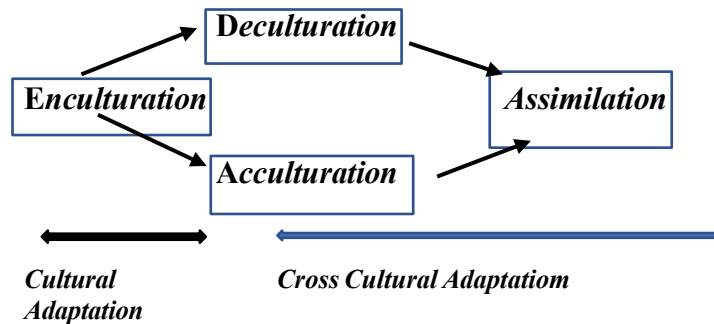 Deculturation
Enculturation
Assimilation
Acculturation
Cultural
Adaptation
Cross Cultural Adaptatiom